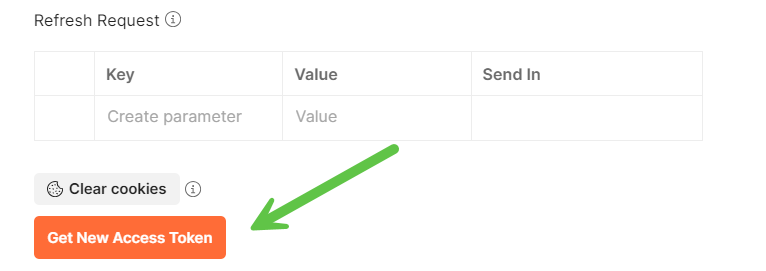 Refresh Request
Key Value Send In
Create parameter Value
Clear cookies
Get New Access Token